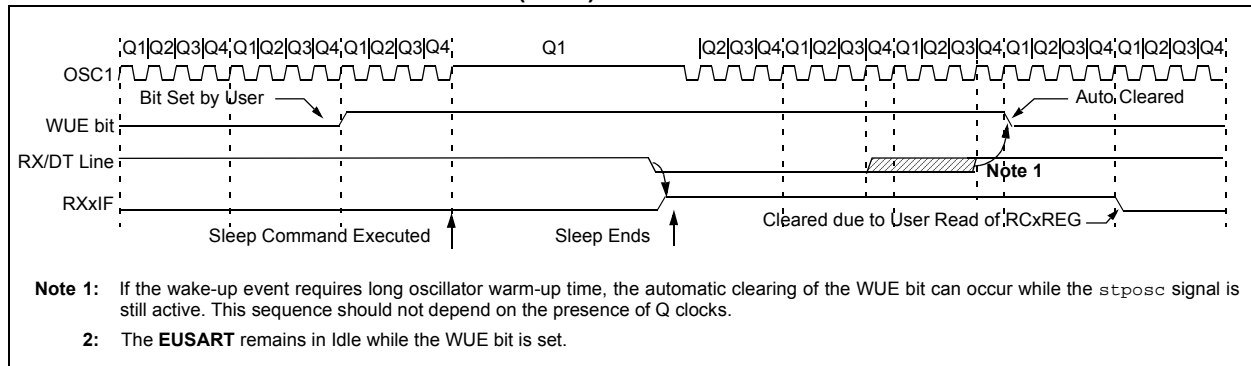 Q1|Q2|Q3|Q4|Q1|Q2|Q3|Q4|Q1|Q2|Q3|Q4| Q1 |Q2|Q3|Q4|Q1|Q2|Q3|Q4|Q1|Q2|Q3|Q4|Q1|Q2|Q3|Q4|Q1|Q2|Q3|Q4
OSC1
Bit Set by User
Auto Cleared
WUE bit
RX/DT Line
Note 1
RXxIF
Cleared due to User Read of RCxREG
Sleep Command Executed
Sleep Ends
Note 1: If the wake-up event requires long oscillator warm-up time, the automatic clearing of the WUE bit can occur while the stposc signal is
still active. This sequence should not depend on the presence of Q clocks.
2: The EUSART remains in Idle while the WUE bit is set.